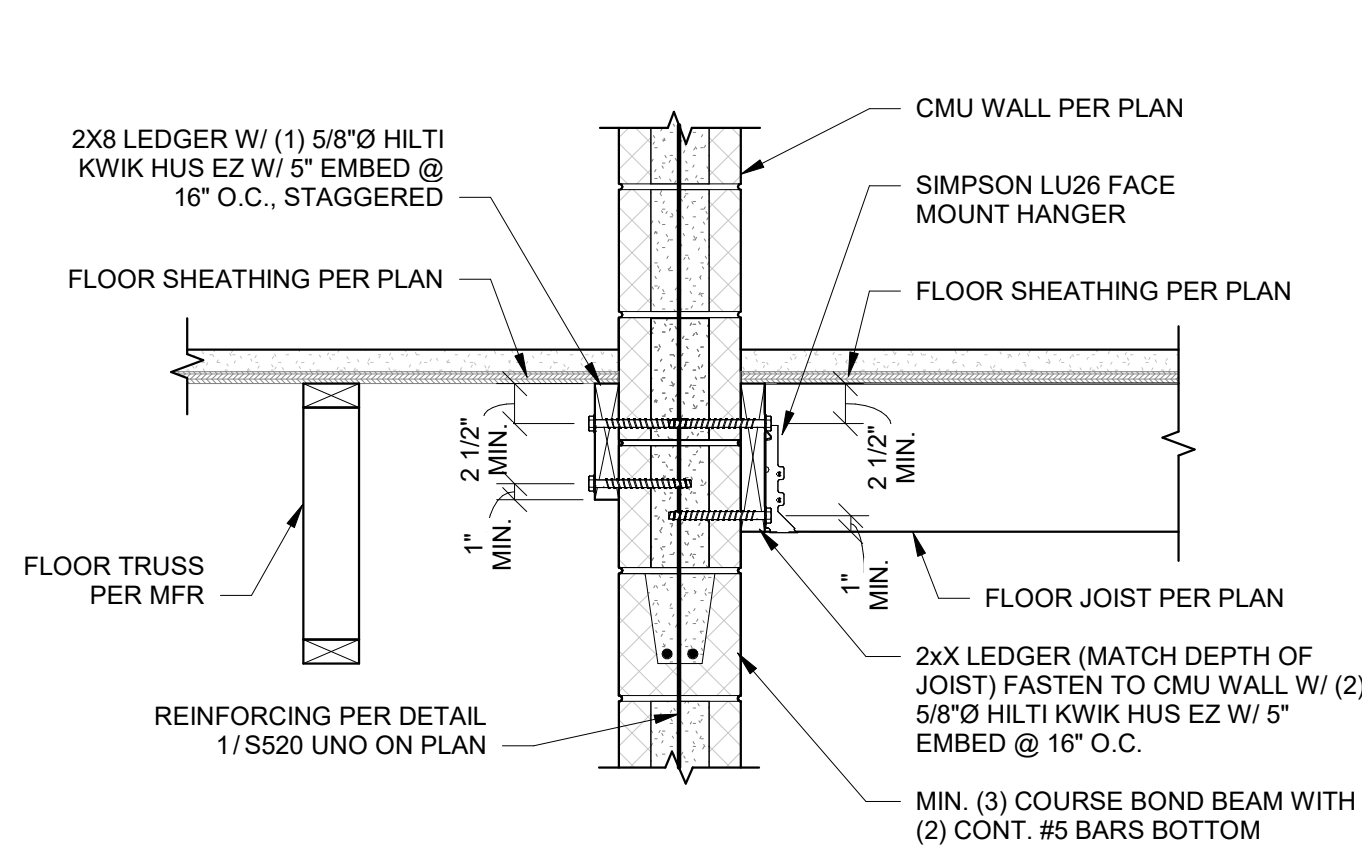 2X8 LEDGER W/ (1) 5/8"Ø HILTI
KWIK HUS EZ W/ 5" EMBED @
16" O.C., STAGGERED
FLOOR SHEATHING PER PLAN
2 1/2"
MIN.
1"
MIN.
FLOOR TRUSS
PER MFR
REINFORCING PER DETAIL
1/S520 UNO ON PLAN
CMU WALL PER PLAN
SIMPSON LU26 FACE
MOUNT HANGER
FLOOR SHEATHING PER PLAN
2 1/2"
MIN.
1"
MIN.
FLOOR JOIST PER PLAN
2xX LEDGER (MATCH DEPTH OF
JOIST) FASTEN TO CMU WALL W/ (2)
5/8"Ø HILTI KWIK HUS EZ W/ 5"
EMBED @ 16" O.C.
MIN. (3) COURSE BOND BEAM WITH
(2) CONT. #5 BARS BOTTOM